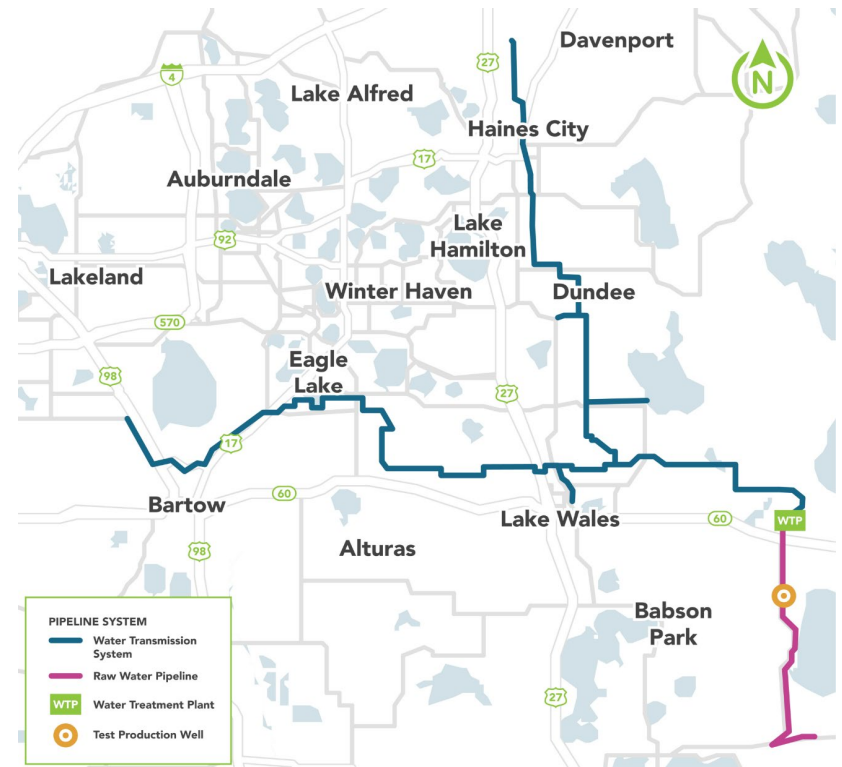 Davenport
27
N
4
Lake Alfred
Haines City
17
Auburndale
Lake
Hamilton
92
Lakeland
Winter Haven
Dundee
570
Eagle
Lake
98
27
17
Bartow
60
Lake Wales
60
WTP
98
Alturas
Babson
Park
27
PIPELINE SYSTEM
Water Transmission
System
Raw Water Pipeline
WTP
Water Treatment Plant
Test Production Well